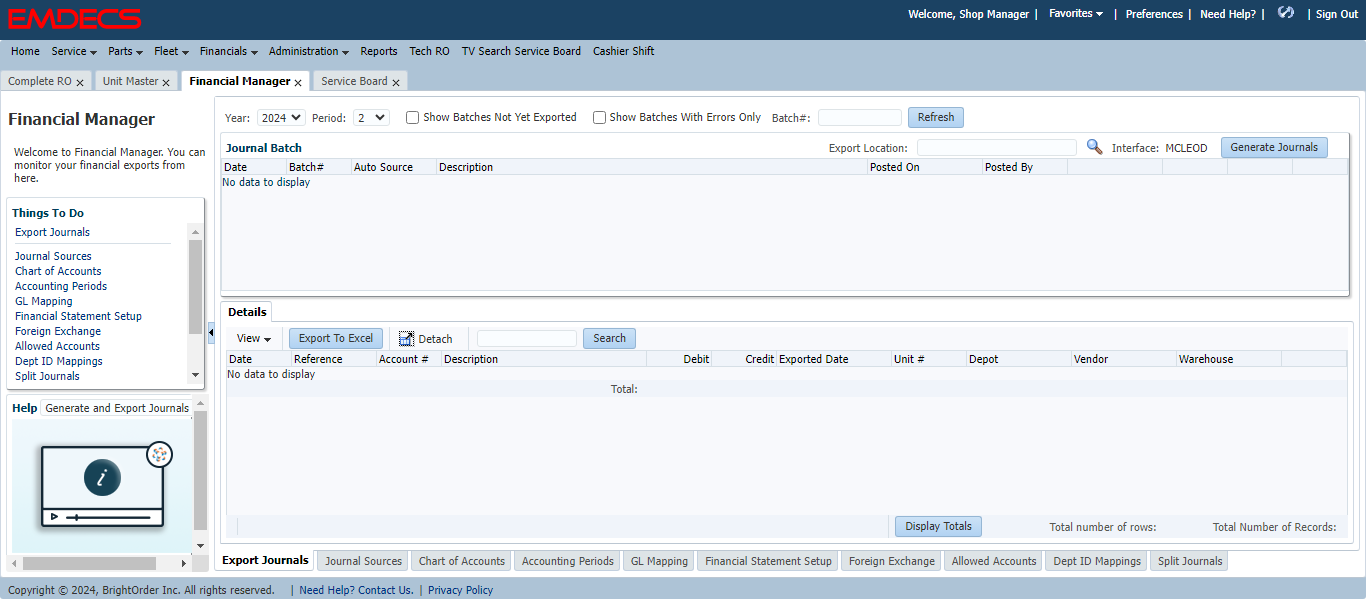 EMDECS
Welcome, Shop Manager | Favorites | Preferences | Need Help? | | Sign Out
Home Service Parts Fleet Financials Administration Reports Tech RO TV Search Service Board Cashier Shift
Complete RO Unit Master Financial Manager Service Board
Financial Manager
Welcome to Financial Manager. You can
monitor your financial exports from
here.
Things To Do
Export Journals
Journal Sources
Chart of Accounts
Accounting Periods
GL Mapping
Financial Statement Setup
Foreign Exchange
Allowed Accounts
Dept ID Mappings
Split Journals
Help Generate and Export Journals
i
Year: 2024 Period: 2 Show Batches Not Yet Exported Show Batches With Errors Only Batch#: Refresh
Journal Batch Export Location: Interface: MCLEOD Generate Journals
Date Batch# Auto Source Description Posted On Posted By
No data to display
Details
View Export To Excel Detach Search
Date Reference Account # Description Debit Credit Exported Date Unit # Depot Vendor Warehouse
No data to display
Total:
Display Totals Total number of rows: Total Number of Records:
Export Journals Journal Sources Chart of Accounts Accounting Periods GL Mapping Financial Statement Setup Foreign Exchange Allowed Accounts Dept ID Mappings Split Journals
Copyright © 2024, BrightOrder Inc. All rights reserved. | Need Help? Contact Us. | Privacy Policy